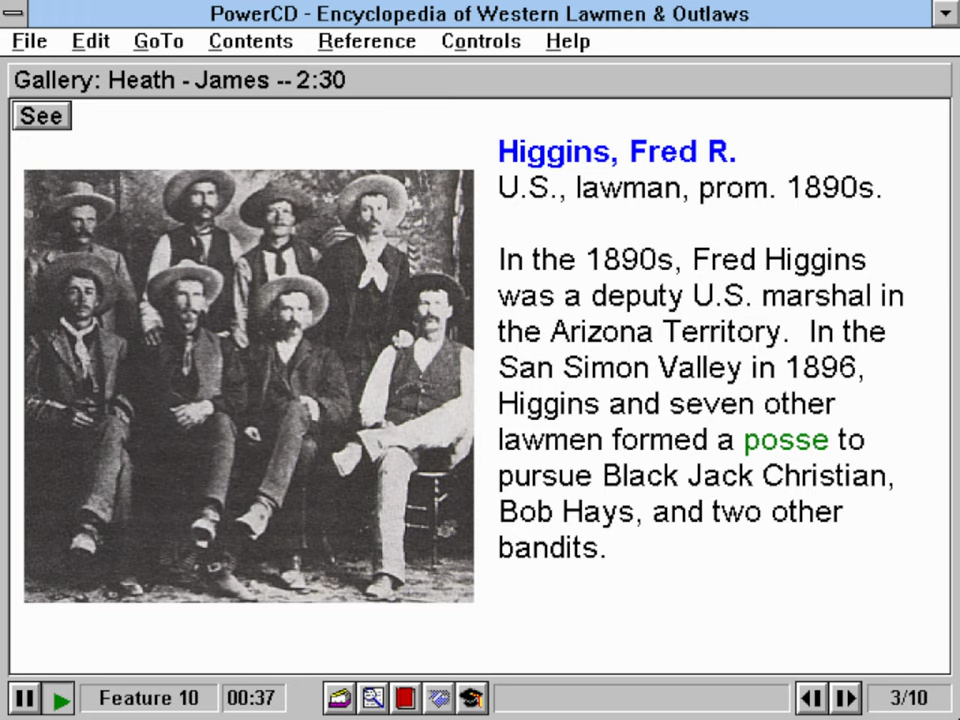 PowerCD - Encyclopedia of Western Lawmen & Outlaws
File Edit GoTo Contents Reference Controls Help
Gallery: Heath - James -- 2:30
See
Higgins, Fred R.
U.S., lawman, prom. 1890s.
In the 1890s, Fred Higgins
was a deputy U.S. marshal in
the Arizona Territory. In the
San Simon Valley in 1896,
Higgins and seven other
lawmen formed a posse to
pursue Black Jack Christian,
Bob Hays, and two other
bandits.
Feature 10 00:37 3/10